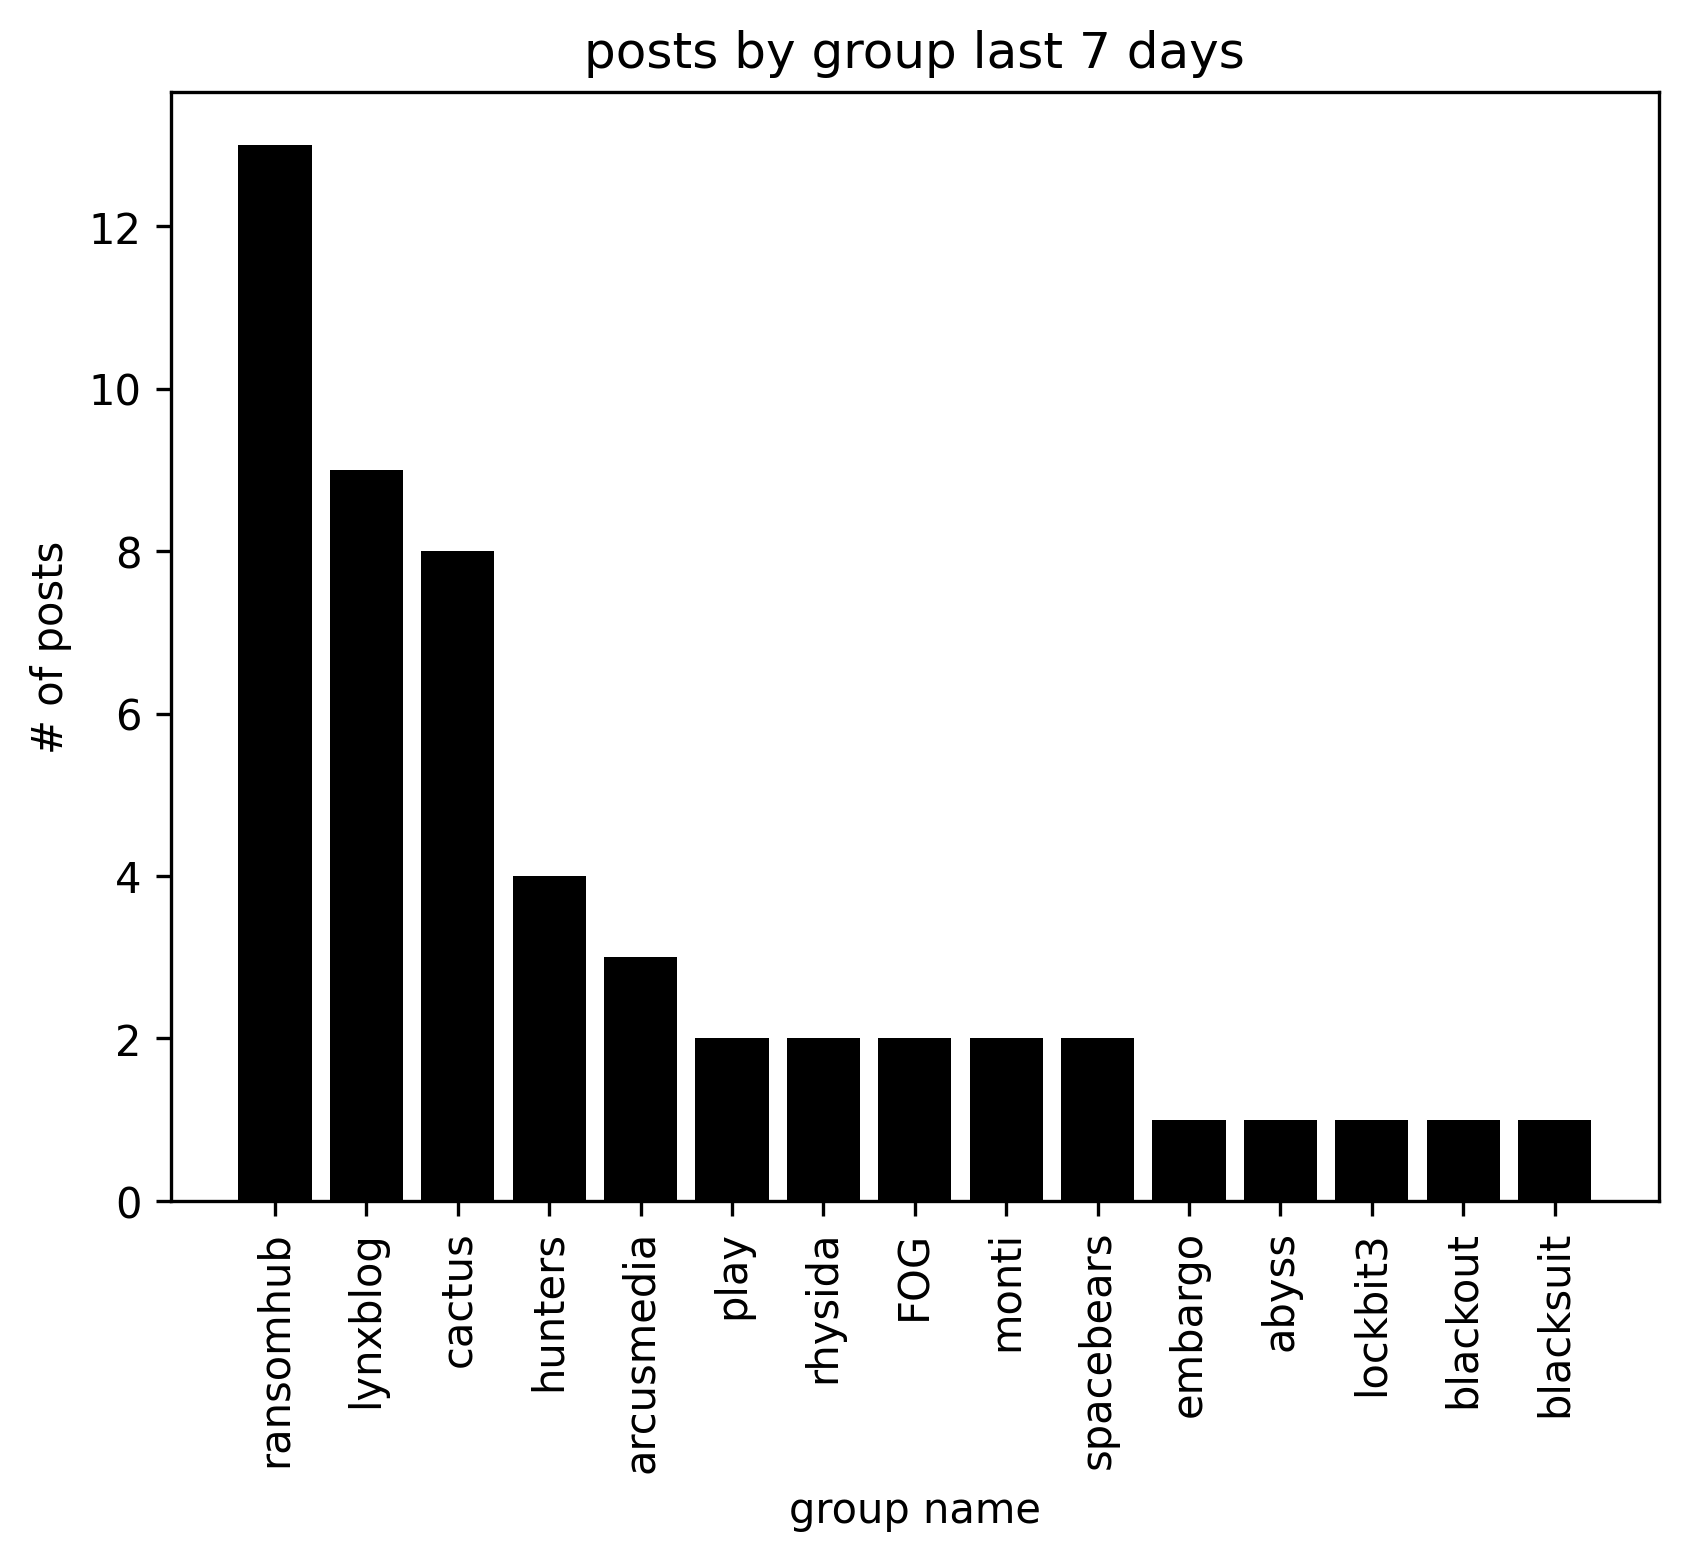 posts by group last 7 days
# of posts
12
10
8
6
4
2
0
ransomhub
lynxblog
cactus
hunters
arcusmedia
play
rhysida
FOG
monti
spacebears
embargo
abyss
lockbit3
blackout
blacksuit
group name